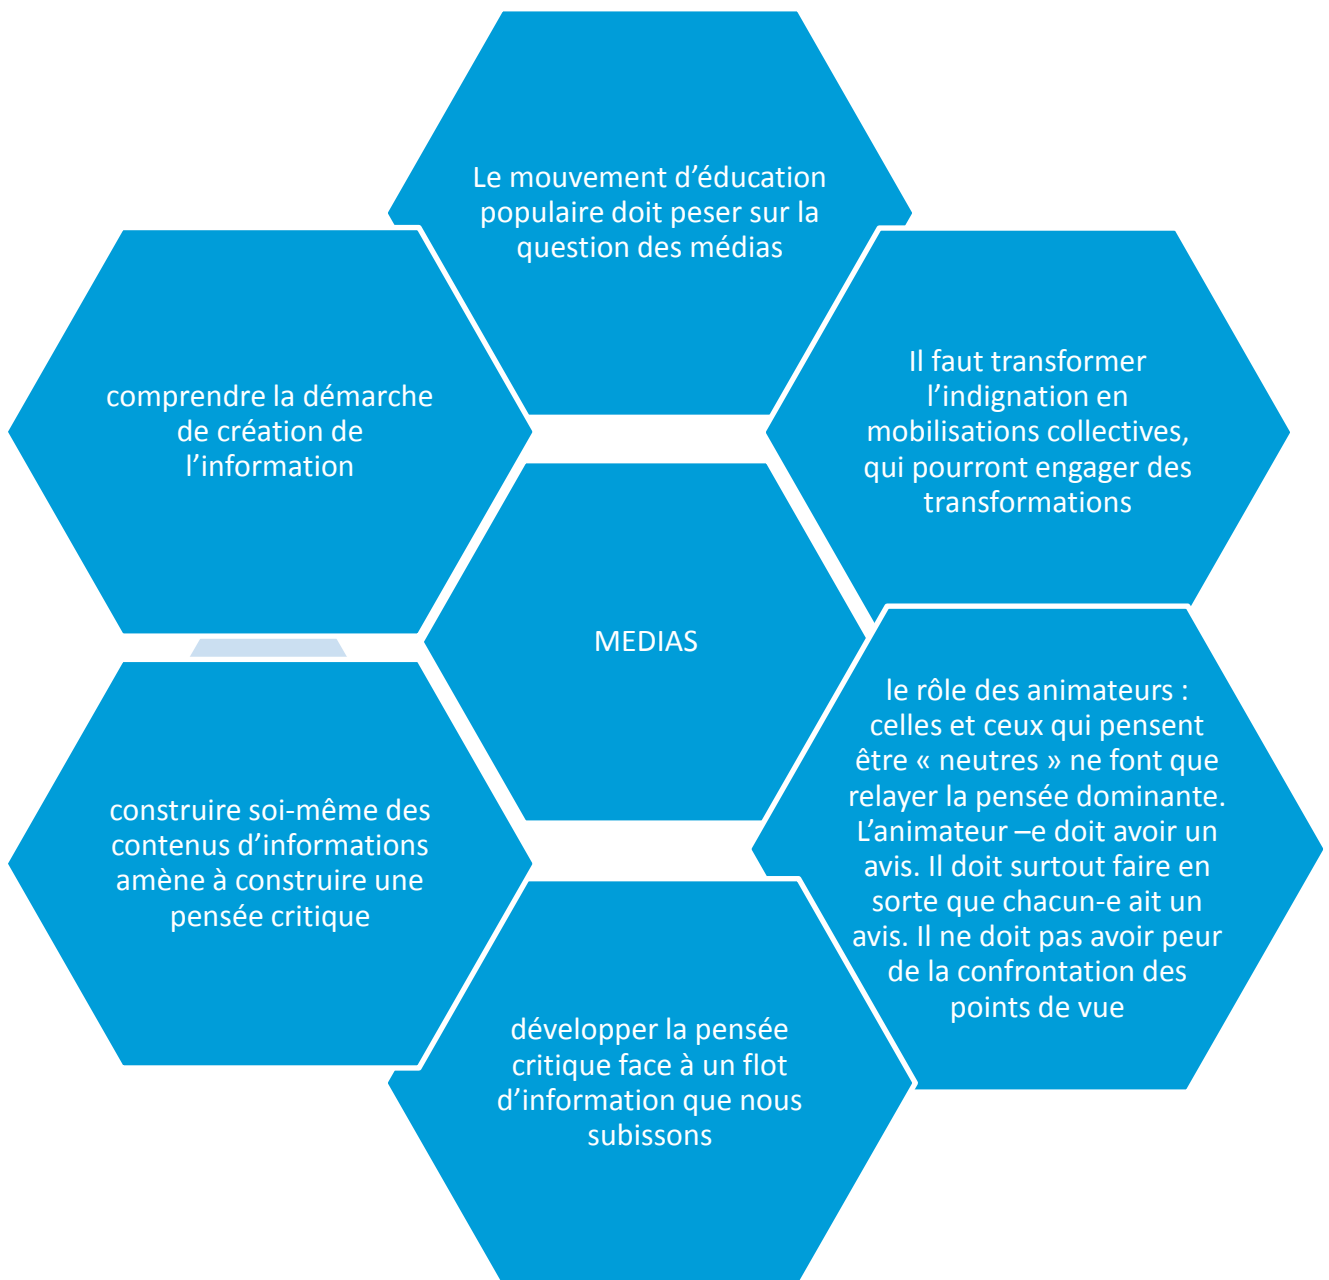 Le mouvement d’éducation
populaire doit peser sur la
question des médias
Il faut transformer
l’indignation en
mobilisations collectives,
qui pourront engager des
transformations
le rôle des animateurs :
celles et ceux qui pensent
être « neutres » ne font que
relayer la pensée dominante.
L’animateur –e doit avoir un
avis. Il doit surtout faire en
sorte que chacun-e ait un
avis. Il ne doit pas avoir peur
de la confrontation des
points de vue
développer la pensée
critique face à un flot
d’information que nous
subissons
construire soi-même des
contenus d’informations
amène à construire une
pensée critique
comprendre la démarche
de création de
l’information
MEDIAS